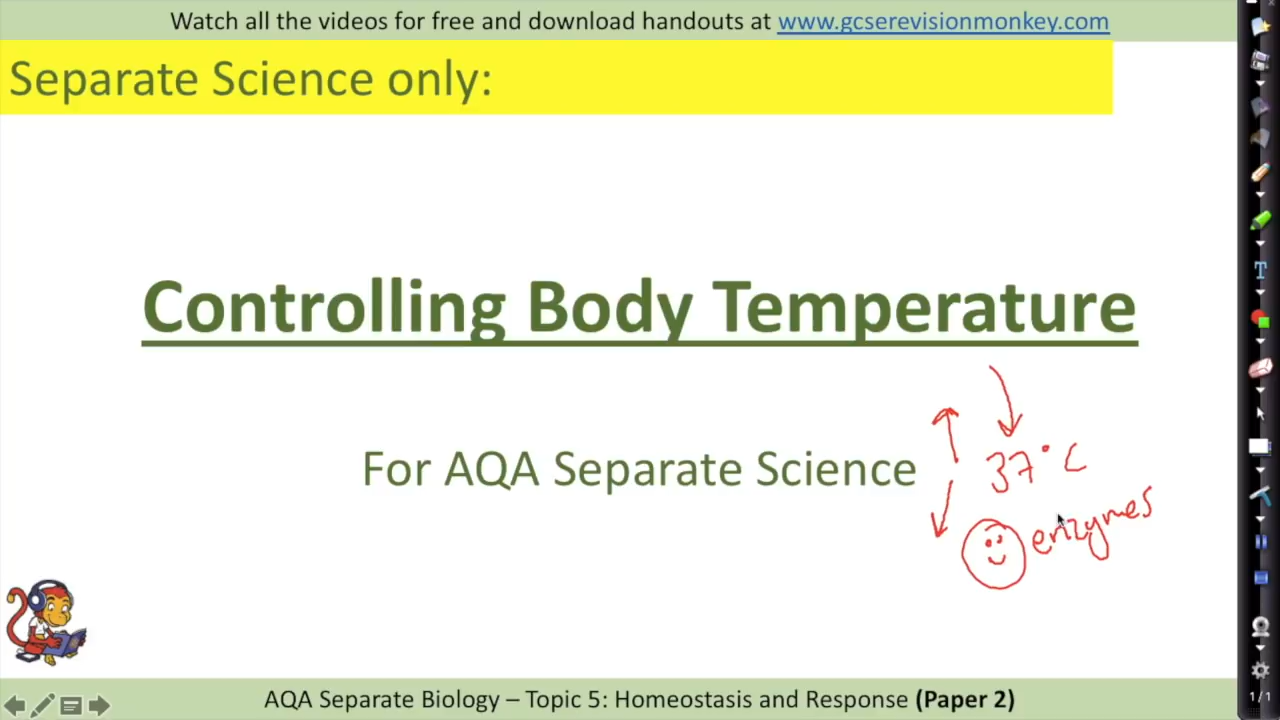 Watch all the videos for free and download handouts at www.gcserevisionmonkey.com
Separate Science only:
Controlling Body Temperature
For AQA Separate Science
37°C
enzymes
AQA Separate Biology – Topic 5: Homeostasis and Response (Paper 2)
1/1